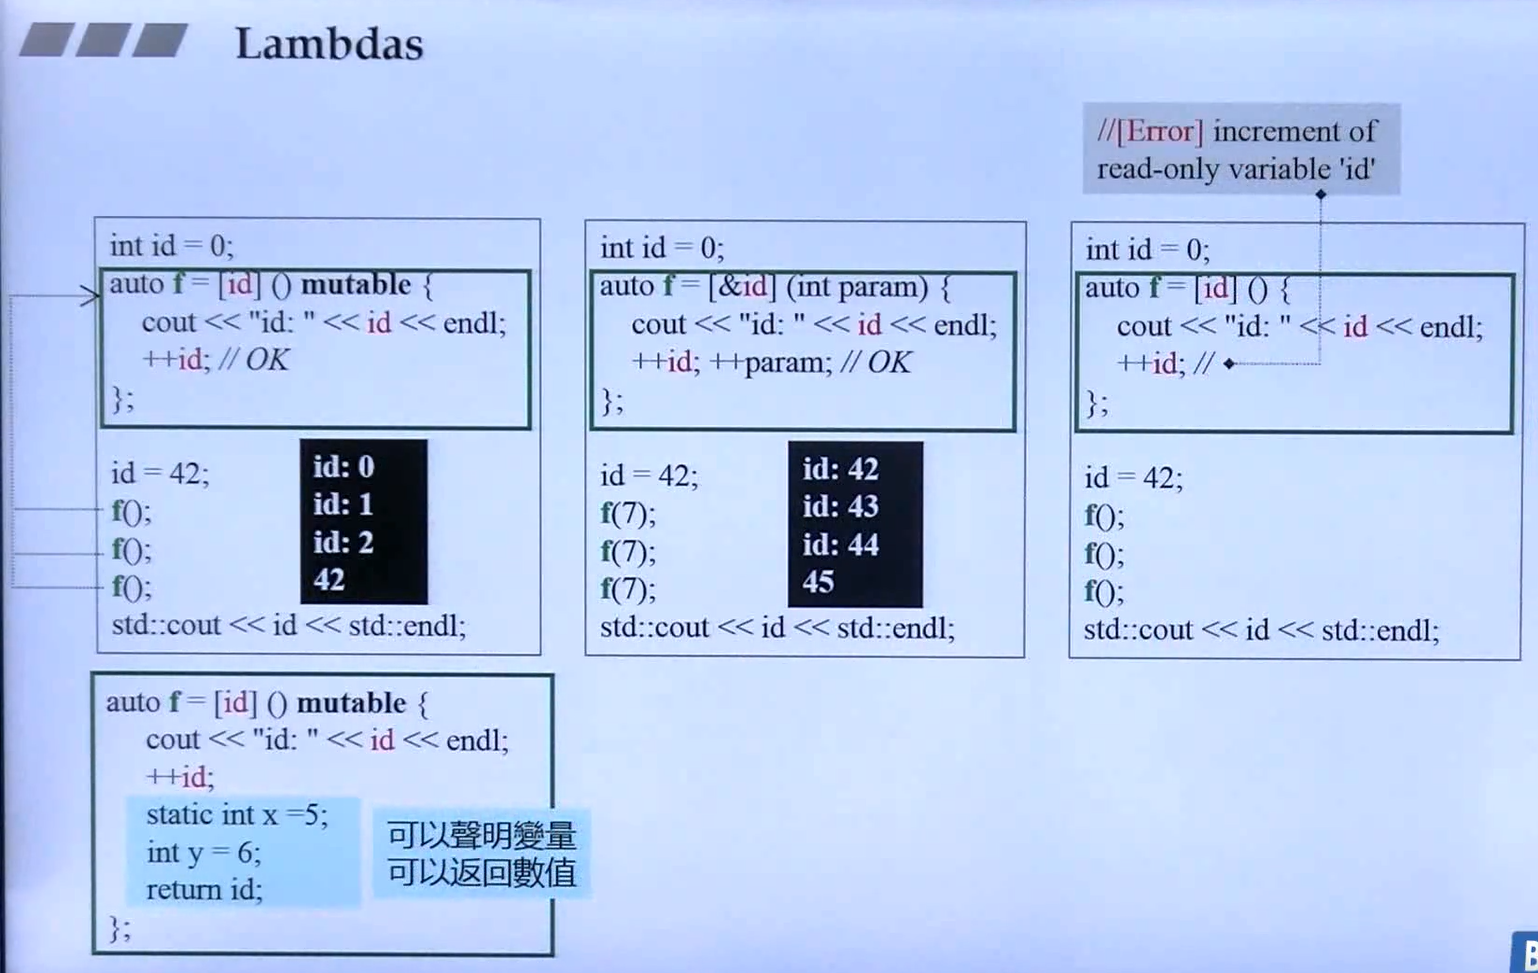 Lambdas
//[Error] increment of
read-only variable 'id'
int id = 0;
auto f = [id] () mutable {
cout << "id: " << id << endl;
++id; // OK
};
id = 42;
f();
f();
f();
std::cout << id << std::endl;
id: 0
id: 1
id: 2
42
int id = 0;
auto f = [&id] (int param) {
cout << "id: " << id << endl;
++id; ++param; // OK
};
id = 42;
f(7);
f(7);
f(7);
std::cout << id << std::endl;
id: 42
id: 43
id: 44
45
int id = 0;
auto f = [id] () {
cout << "id: " << id << endl;
++id; //
};
id = 42;
f();
f();
f();
std::cout << id << std::endl;
auto f = [id] () mutable {
cout << "id: " << id << endl;
++id;
static int x =5;
int y = 6;
return id;
};
可以聲明變量
可以返回數值
B